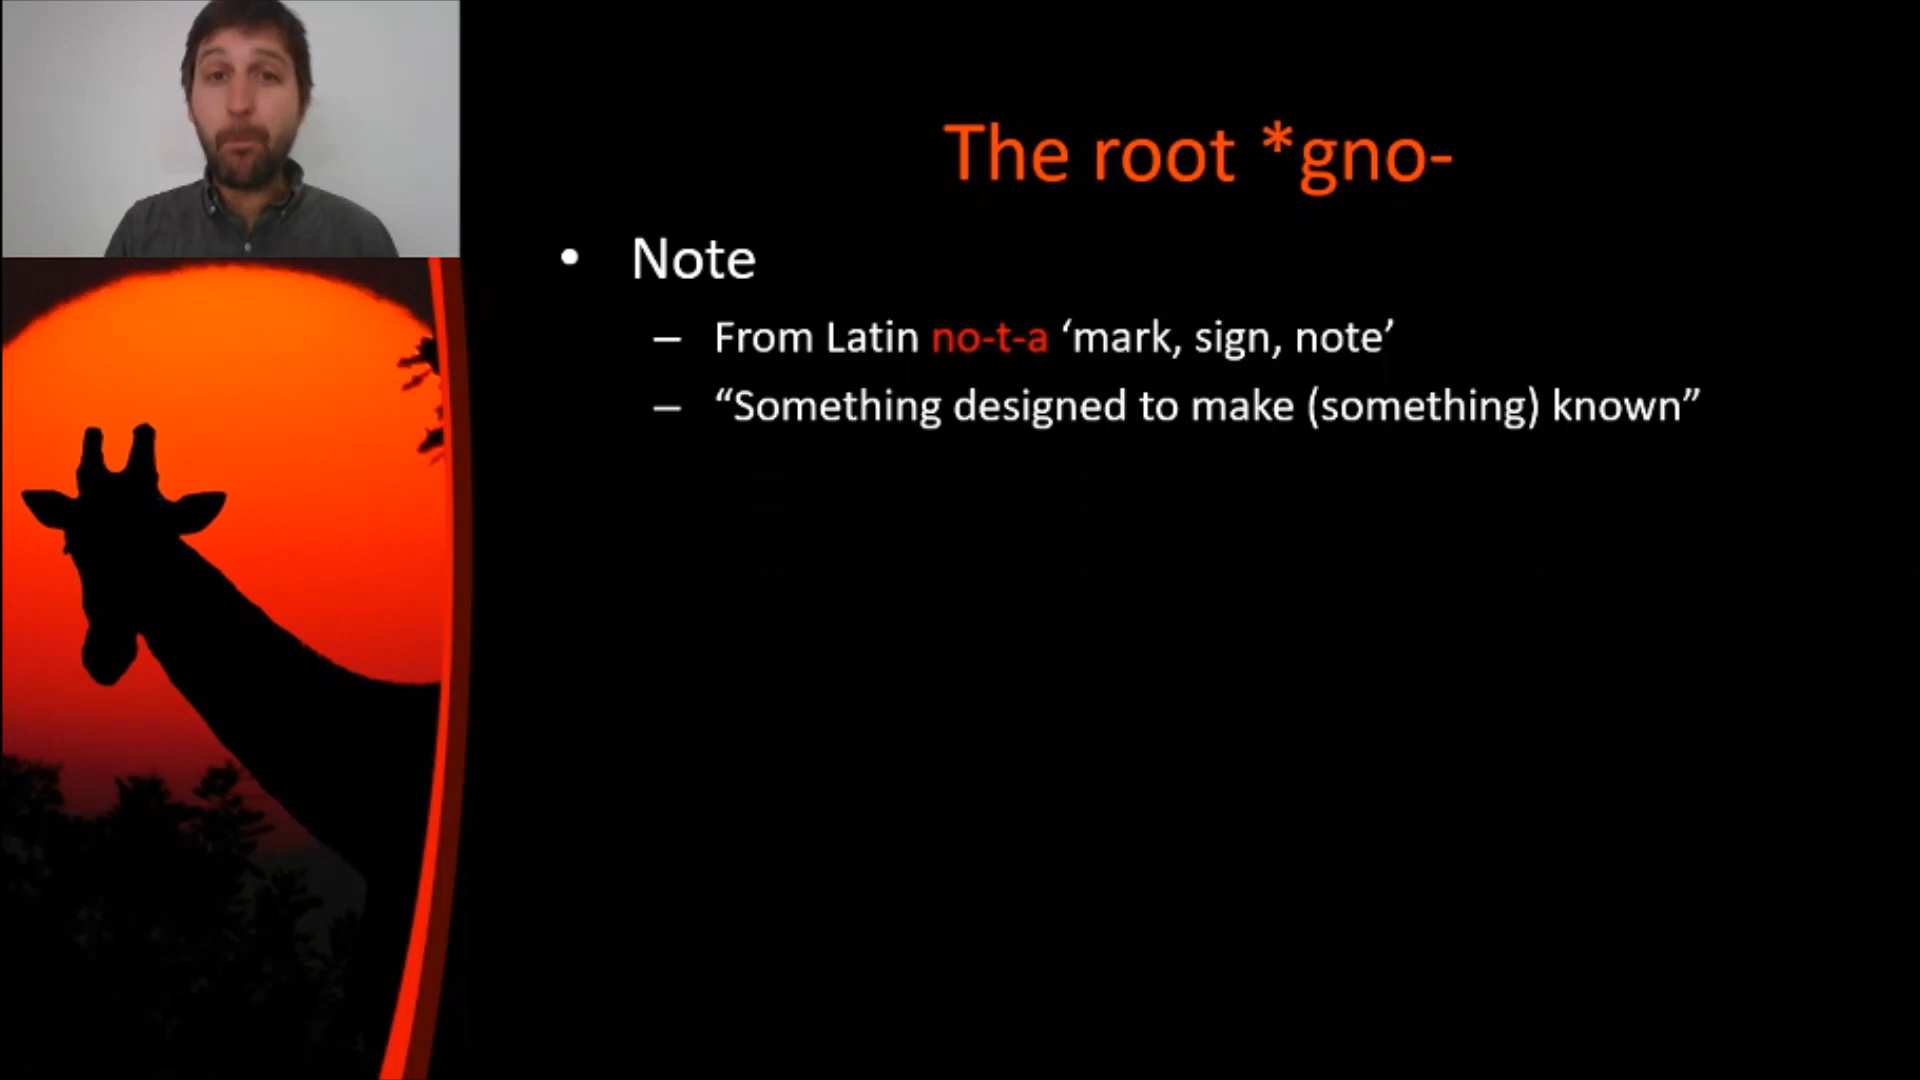 The root *gno-
• Note
– From Latin no-t-a ‘mark, sign, note’
– “Something designed to make (something) known”